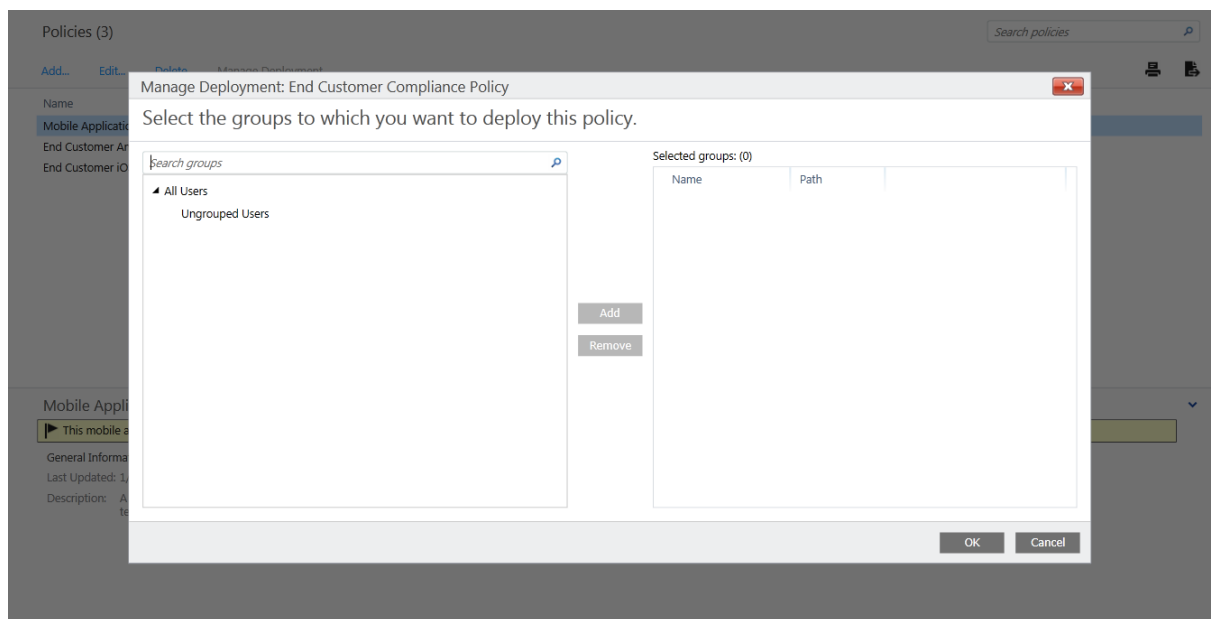 Policies (3)
Search policies
Add... Edit... Delete Manage Deployment
Manage Deployment: End Customer Compliance Policy
Name
Select the groups to which you want to deploy this policy.
Mobile Applicatio
End Customer Ar
End Customer iO
Search groups
Selected groups: (0)
Name Path
All Users
Ungrouped Users
Add
Remove
Mobile Appli
This mobile a
General Informa
Last Updated: 1/
Description: A
te
OK Cancel